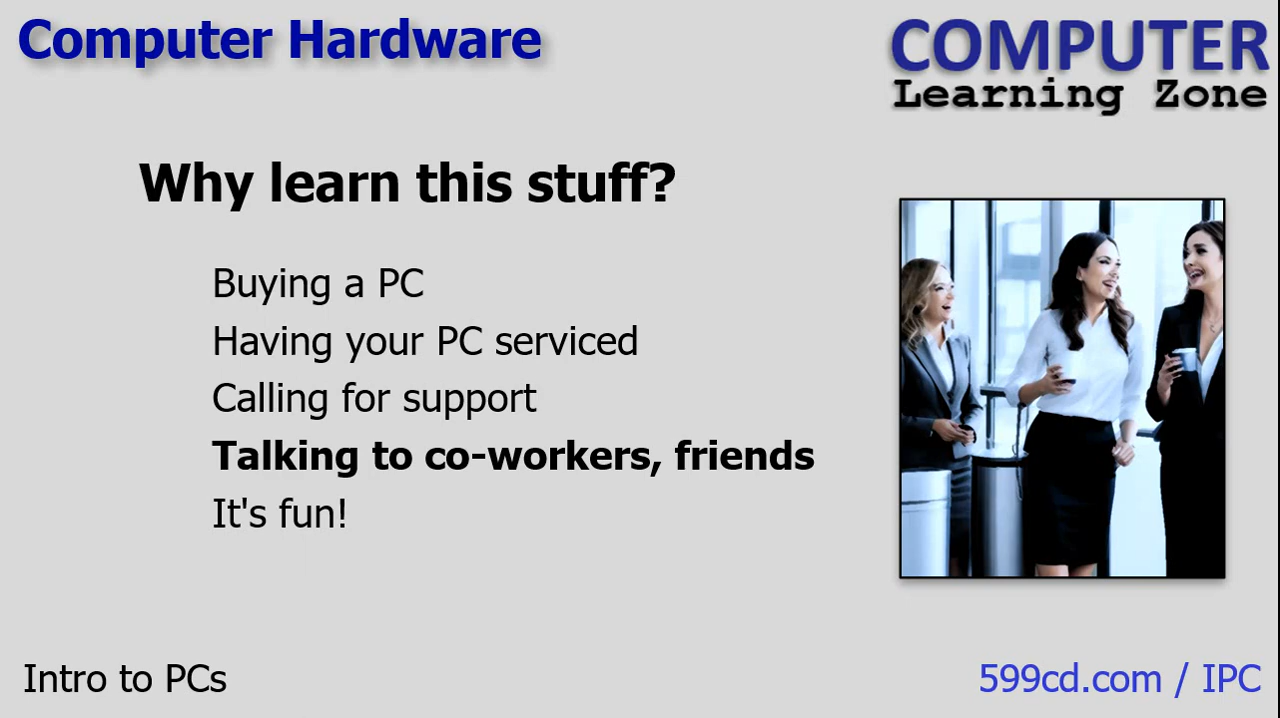 Computer Hardware
COMPUTER
Learning Zone
Why learn this stuff?
Buying a PC
Having your PC serviced
Calling for support
Talking to co-workers, friends
It's fun!
Intro to PCs
599cd.com / IPC